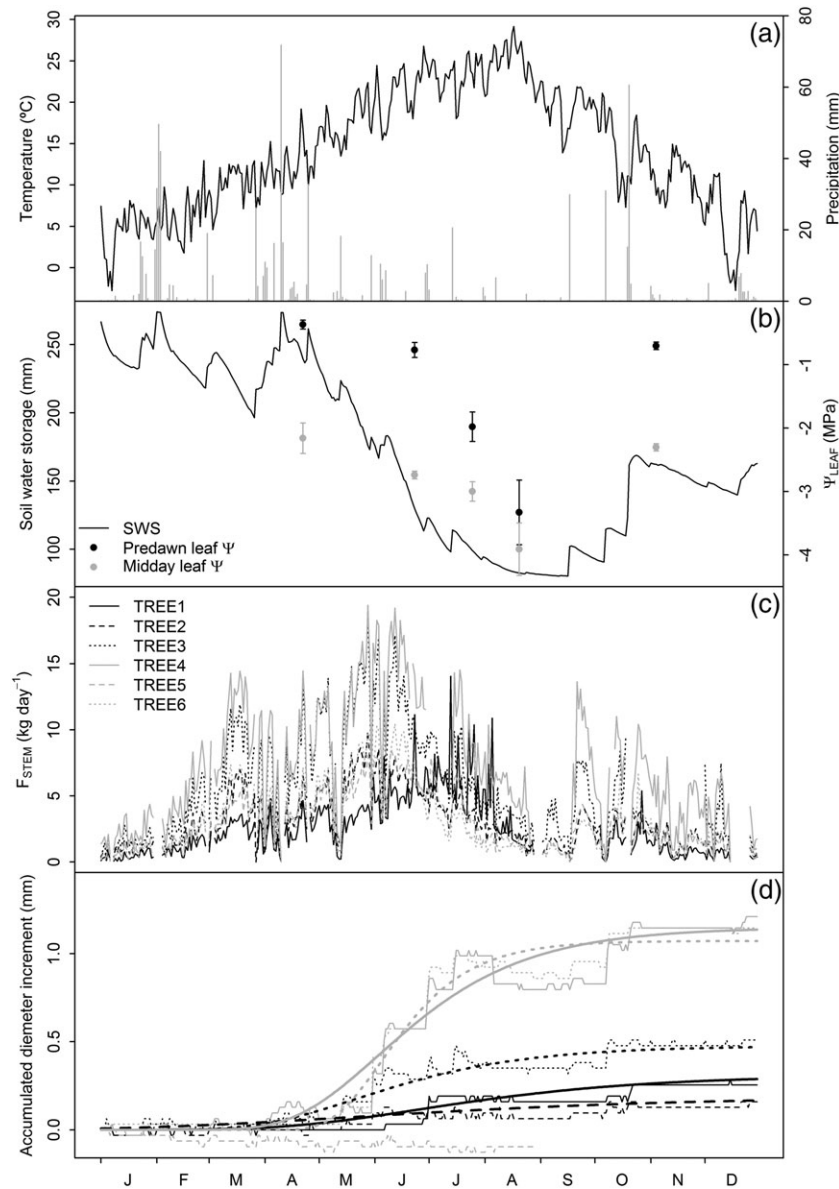 (a)
Temperature (ºC)
30
25
20
15
10
5
0
Precipitation (mm)
80
60
40
20
0
(b)
Soil water storage (mm)
250
200
150
100
Ψ LEAF (MPa)
-1
-2
-3
-4
SWS
Predawn leaf Ψ
Midday leaf Ψ
(c)
F STEM (kg day⁻¹)
20
15
10
5
0
TREE1
TREE2
TREE3
TREE4
TREE5
TREE6
(d)
Accumulated diemeter increment (mm)
1.0
0.5
0.0
J F M A M J J A S O N D